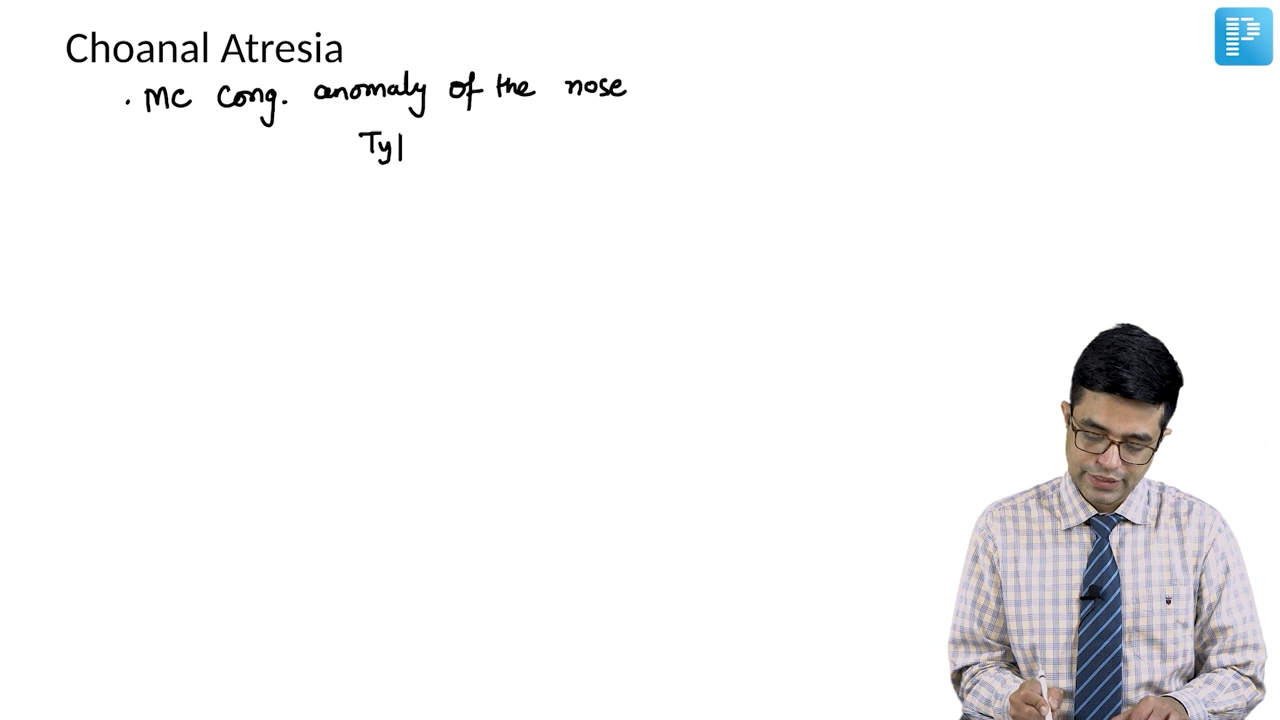 Choanal Atresia
. MC Cong. anomaly of the nose
Ty